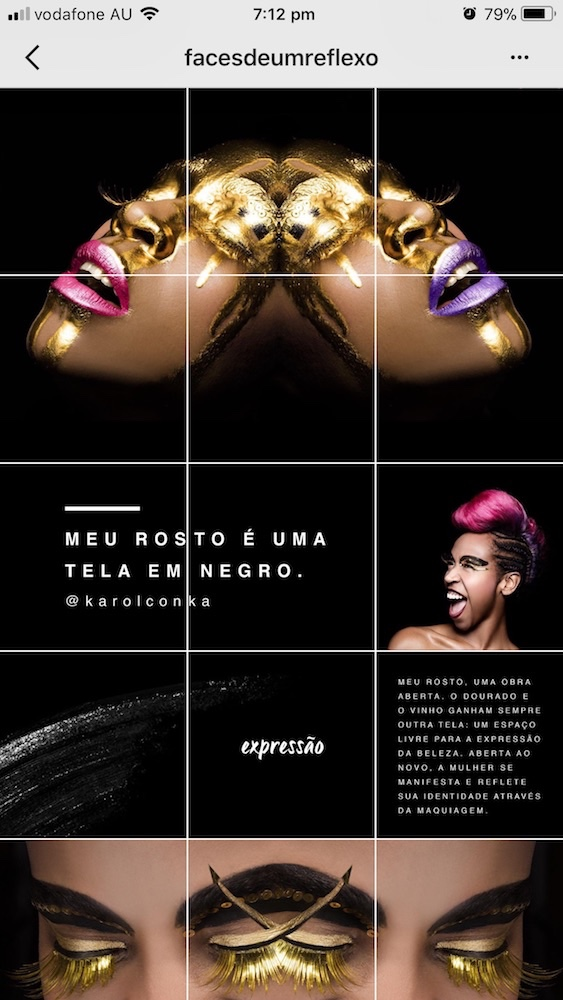 vodafone AU
7:12 pm
79%
facesdeumreflexo
MEU ROSTO É UMA
TELA EM NEGRO.
@karolconka
expressão
MEU ROSTO, UMA OBRA
ABERTA. O DOURADO E
O VINHO GANHAM SEMPRE
OUTRA TELA: UM ESPAÇO
LIVRE PARA A EXPRESSÃO
DA BELEZA. ABERTA AO
NOVO, A MULHER SE
MANIFESTA E REFLETE
SUA IDENTIDADE ATRAVÉS
DA MAQUIAGEM.